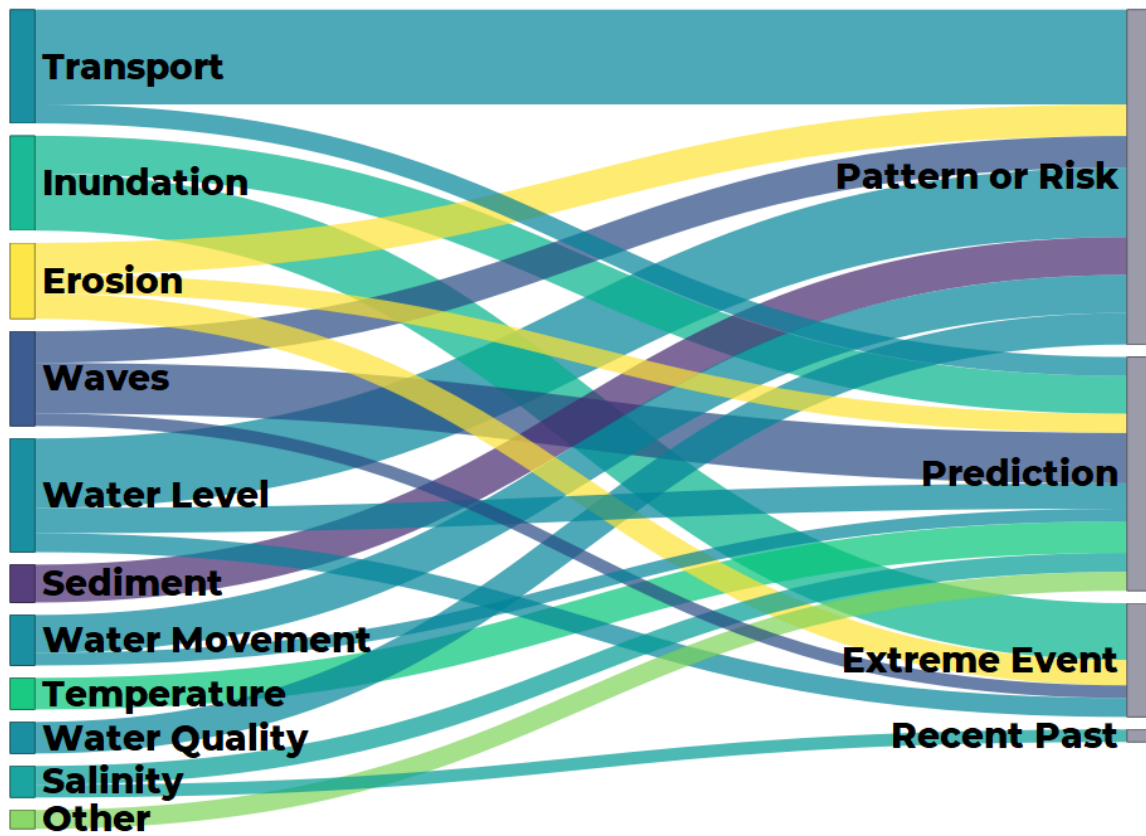 Transport
Inundation
Erosion
Waves
Water Level
Sediment
Water Movement
Temperature
Water Quality
Salinity
Other
Pattern or Risk
Prediction
Extreme Event
Recent Past